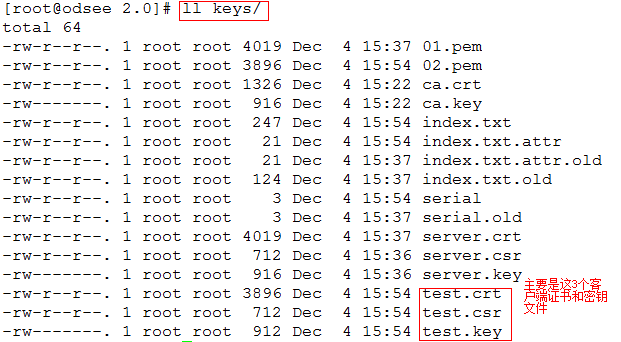 [root@odsee 2.0]# ll keys/
total 64
-rw-r--r--. 1 root root 4019 Dec  4 15:37 01.pem
-rw-r--r--. 1 root root 3896 Dec  4 15:54 02.pem
-rw-r--r--. 1 root root 1326 Dec  4 15:22 ca.crt
-rw-------. 1 root root  916 Dec  4 15:22 ca.key
-rw-r--r--. 1 root root  247 Dec  4 15:54 index.txt
-rw-r--r--. 1 root root   21 Dec  4 15:54 index.txt.attr
-rw-r--r--. 1 root root   21 Dec  4 15:37 index.txt.attr.old
-rw-r--r--. 1 root root  124 Dec  4 15:37 index.txt.old
-rw-r--r--. 1 root root    3 Dec  4 15:54 serial
-rw-r--r--. 1 root root    3 Dec  4 15:37 serial.old
-rw-r--r--. 1 root root 4019 Dec  4 15:37 server.crt
-rw-r--r--. 1 root root  712 Dec  4 15:36 server.csr
-rw-------. 1 root root  916 Dec  4 15:36 server.key
-rw-r--r--. 1 root root 3896 Dec  4 15:54 test.crt
-rw-r--r--. 1 root root  712 Dec  4 15:54 test.csr
-rw-------. 1 root root  912 Dec  4 15:54 test.key
主要是这3个客
户端证书和密钥
文件